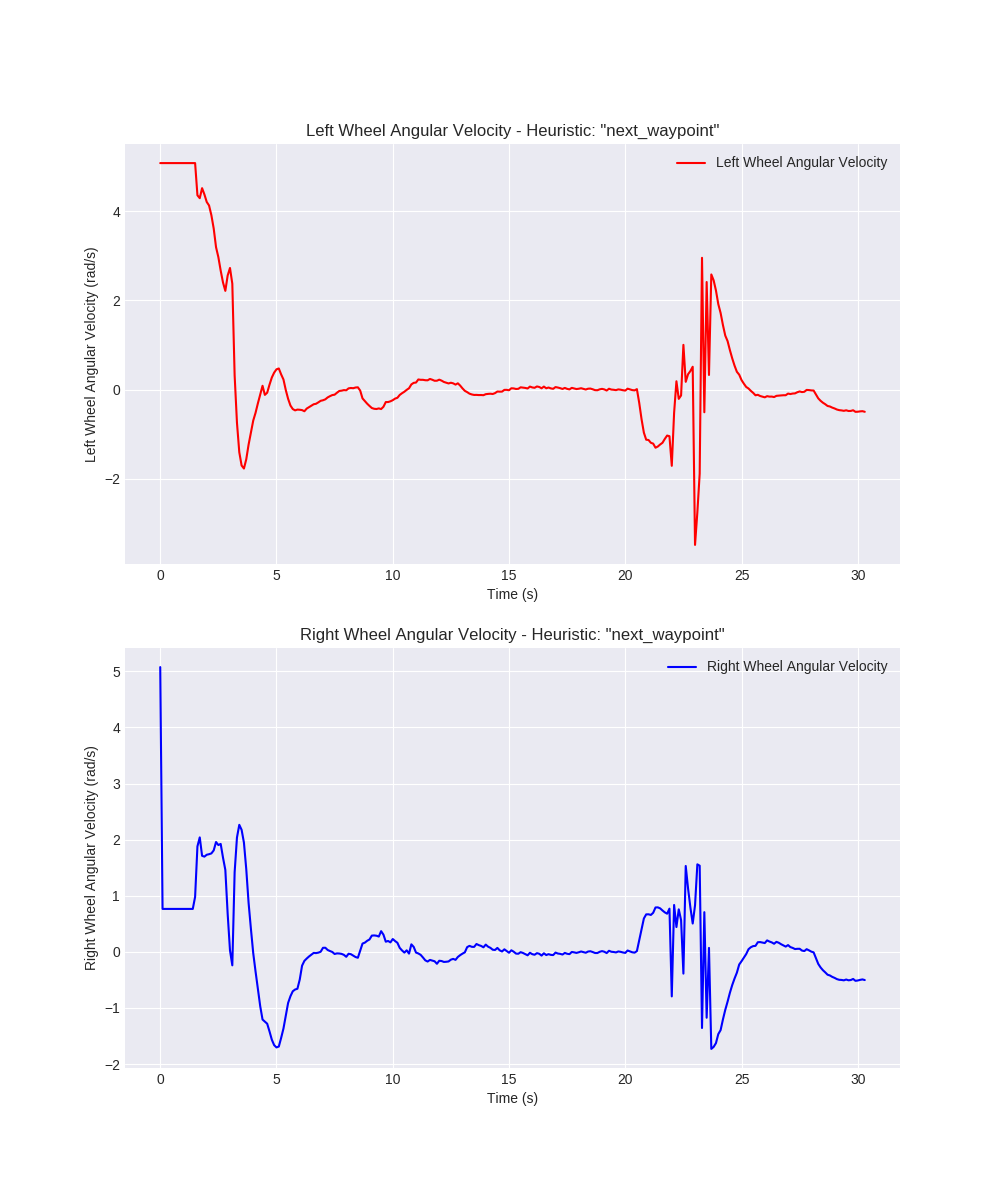 Left Wheel Angular Velocity - Heuristic: "next_waypoint"
Left Wheel Angular Velocity
Left Wheel Angular Velocity (rad/s)
4
2
0
−2
0 5 10 15 20 25 30
Time (s)
Right Wheel Angular Velocity - Heuristic: "next_waypoint"
Right Wheel Angular Velocity
Right Wheel Angular Velocity (rad/s)
5
4
3
2
1
0
−1
−2
0 5 10 15 20 25 30
Time (s)